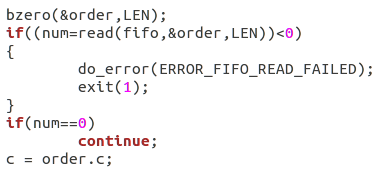 bzero(&order,LEN);
if((num=read(fifo,&order,LEN))<0)
{
        do_error(ERROR_FIFO_READ_FAILED);
        exit(1);
}
if(num==0)
        continue;
c = order.c;